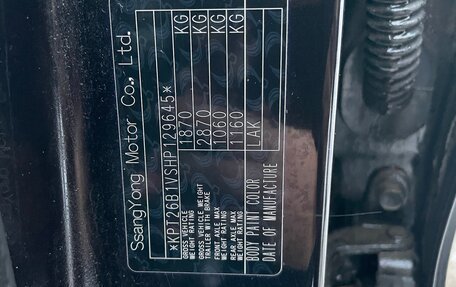 SsangYong Motor Co., Ltd.
*KPT26B1VSHP129645*
GROSS VEHICLE
WEIGHT RATING 1870 KG
GROSS VEHICLE WEIGHT
TRAILER WITH BRAKE 2870 KG
FRONT AXLE MAX
WEIGHT RATING 1060 KG
REAR AXLE MAX
WEIGHT RATING 1160 KG
BODY PAINT COLOR LAK
DATE OF MANUFACTURE